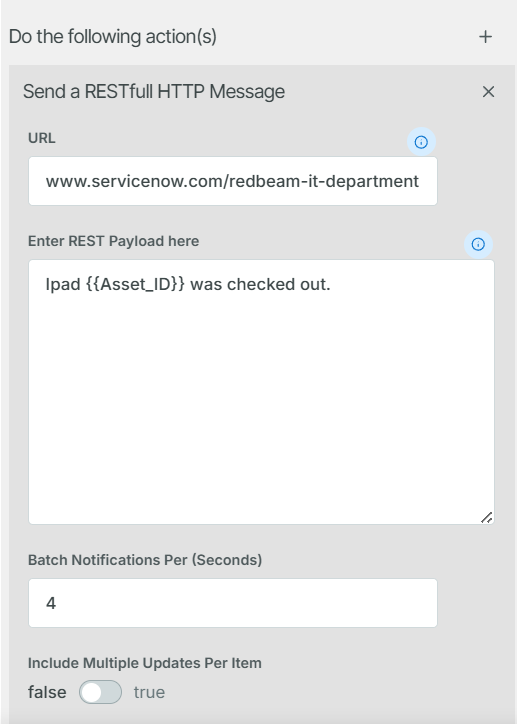 Do the following action(s)
Send a RESTfull HTTP Message
URL
www.servicenow.com/redbeam-it-department
Enter REST Payload here
Ipad {{Asset_ID}} was checked out.
Batch Notifications Per (Seconds)
4
Include Multiple Updates Per Item
false true